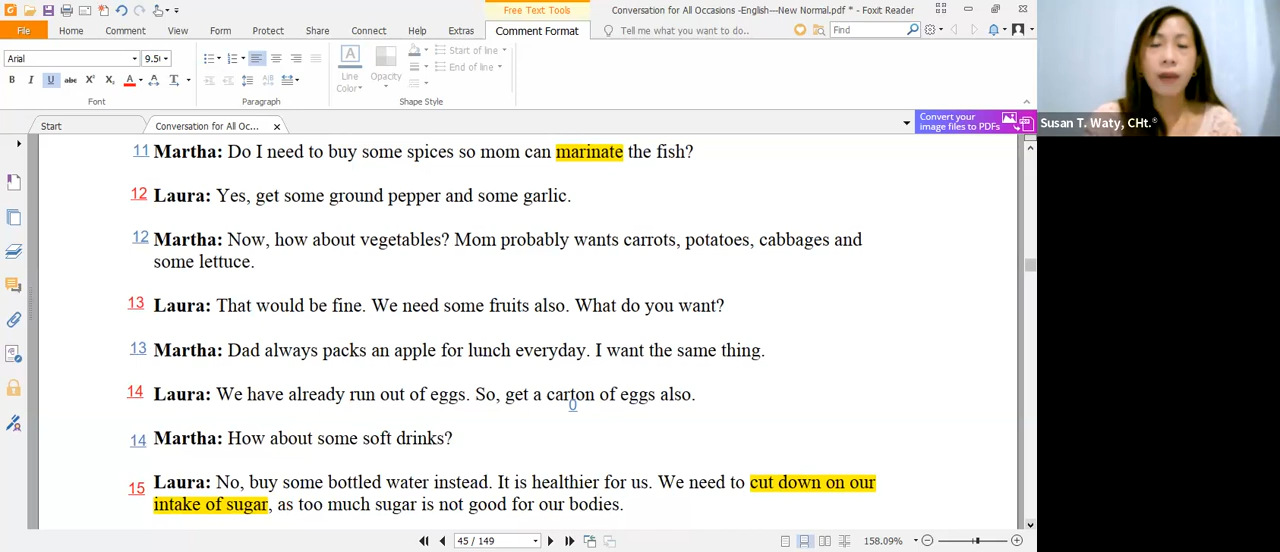 Free Text Tools
Conversation for All Occasions -English---New Normal.pdf * - Foxit Reader
File Home Comment View Form Protect Share Connect Help Extras Comment Format Tell me what you want to do.. Find
Arial 9.5(
Line Color Opacity Start of line
End of line
Font Paragraph Shape Style
Start Conversation for All Oc... Convert your image files to PDFs
Susan T. Waty, CHt.®
11 Martha: Do I need to buy some spices so mom can marinate the fish?
12 Laura: Yes, get some ground pepper and some garlic.
12 Martha: Now, how about vegetables? Mom probably wants carrots, potatoes, cabbages and
some lettuce.
13 Laura: That would be fine. We need some fruits also. What do you want?
13 Martha: Dad always packs an apple for lunch everyday. I want the same thing.
14 Laura: We have already run out of eggs. So, get a carton of eggs also.
0
14 Martha: How about some soft drinks?
15 Laura: No, buy some bottled water instead. It is healthier for us. We need to cut down on our
intake of sugar, as too much sugar is not good for our bodies.
45 / 149 158.09%